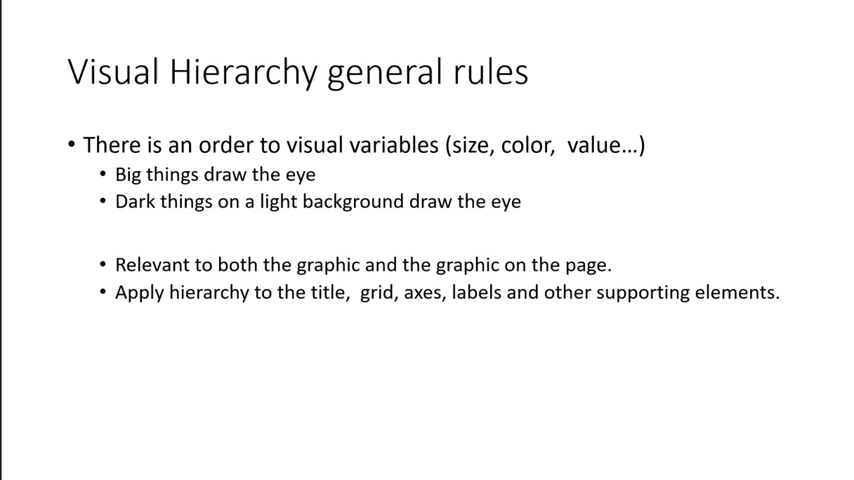 Visual Hierarchy general rules
• There is an order to visual variables (size, color,  value...)
• Big things draw the eye
• Dark things on a light background draw the eye
• Relevant to both the graphic and the graphic on the page.
• Apply hierarchy to the title,  grid, axes, labels and other supporting elements.